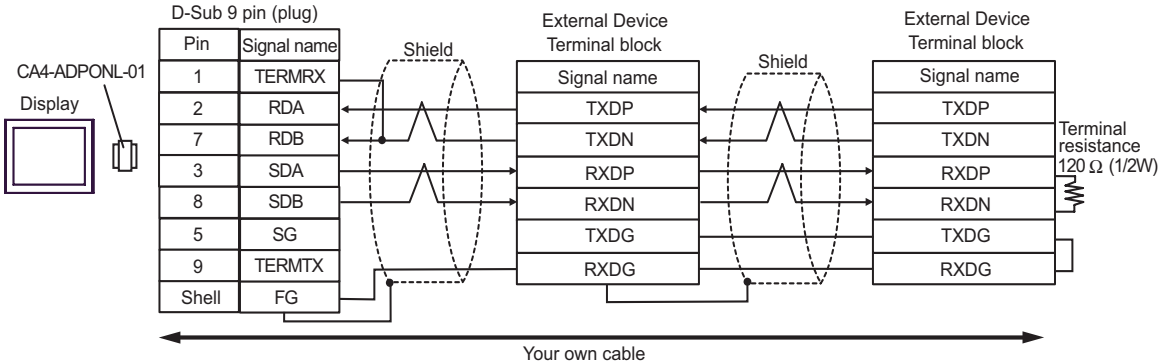 D-Sub 9 pin (plug)
External Device
Terminal block
External Device
Terminal block
CA4-ADPONL-01
Display
Pin Signal name
1 TERMRX
2 RDA
7 RDB
3 SDA
8 SDB
5 SG
9 TERMTX
Shell FG
Shield
Signal name
TXDP
TXDN
RXDP
RXDN
TXDG
RXDG
Shield
Signal name
TXDP
TXDN
RXDP
RXDN
TXDG
RXDG
Terminal
resistance
120 Ω (1/2W)
Your own cable